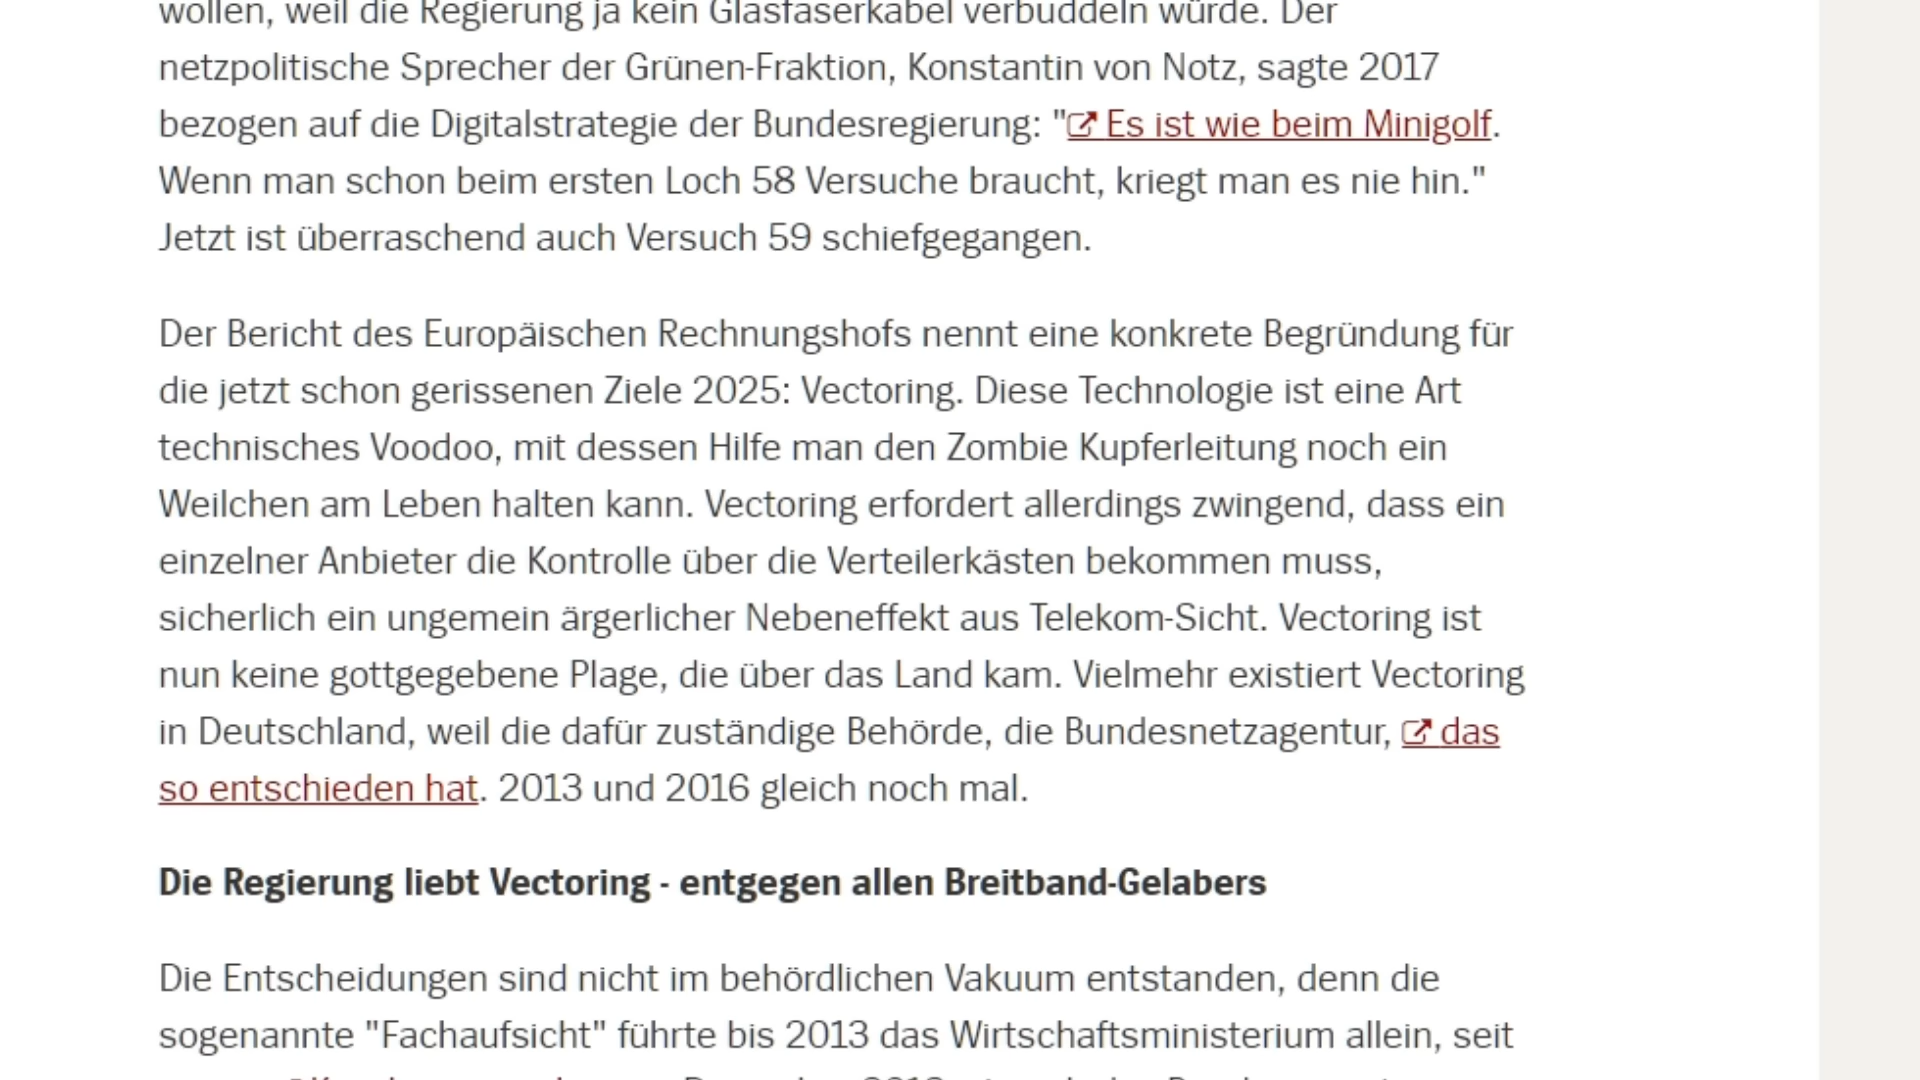 wollen, weil die Regierung ja kein Glasfaserkabel verbuddeln würde. Der
netzpolitische Sprecher der Grünen-Fraktion, Konstantin von Notz, sagte 2017
bezogen auf die Digitalstrategie der Bundesregierung: "Es ist wie beim Minigolf.
Wenn man schon beim ersten Loch 58 Versuche braucht, kriegt man es nie hin."
Jetzt ist überraschend auch Versuch 59 schiefgegangen.
Der Bericht des Europäischen Rechnungshofs nennt eine konkrete Begründung für
die jetzt schon gerissenen Ziele 2025: Vectoring. Diese Technologie ist eine Art
technisches Voodoo, mit dessen Hilfe man den Zombie Kupferleitung noch ein
Weilchen am Leben halten kann. Vectoring erfordert allerdings zwingend, dass ein
einzelner Anbieter die Kontrolle über die Verteilerkästen bekommen muss,
sicherlich ein ungemein ärgerlicher Nebeneffekt aus Telekom-Sicht. Vectoring ist
nun keine gottgegebene Plage, die über das Land kam. Vielmehr existiert Vectoring
in Deutschland, weil die dafür zuständige Behörde, die Bundesnetzagentur, das
so entschieden hat. 2013 und 2016 gleich noch mal.
Die Regierung liebt Vectoring - entgegen allen Breitband-Gelabers
Die Entscheidungen sind nicht im behördlichen Vakuum entstanden, denn die
sogenannte "Fachaufsicht" führte bis 2013 das Wirtschaftsministerium allein, seit